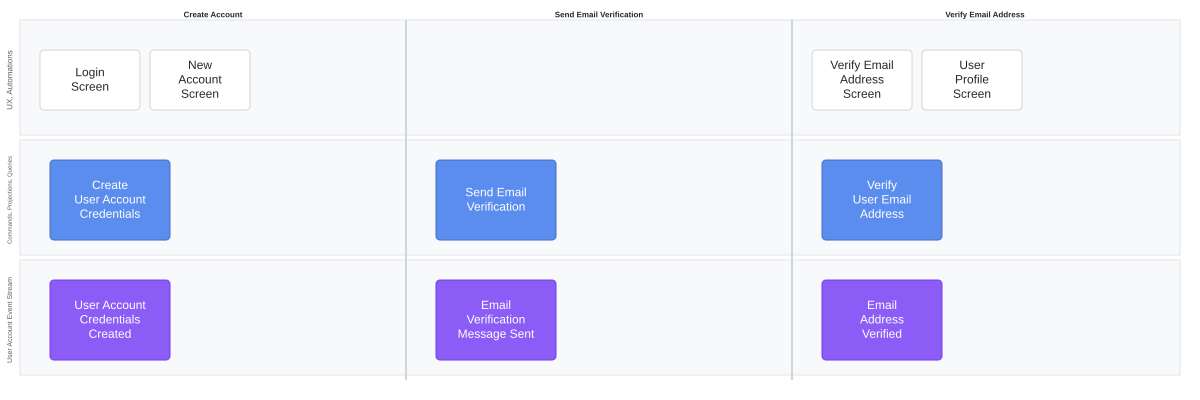 Create Account
Send Email Verification
Verify Email Address
UX, Automations
Login
Screen
New
Account
Screen
Verify Email
Address
Screen
User
Profile
Screen
Commands, Projections, Queries
Create
User Account
Credentials
Send Email
Verification
Verify
User Email
Address
User Account Event Stream
User Account
Credentials
Created
Email
Verification
Message Sent
Email
Address
Verified